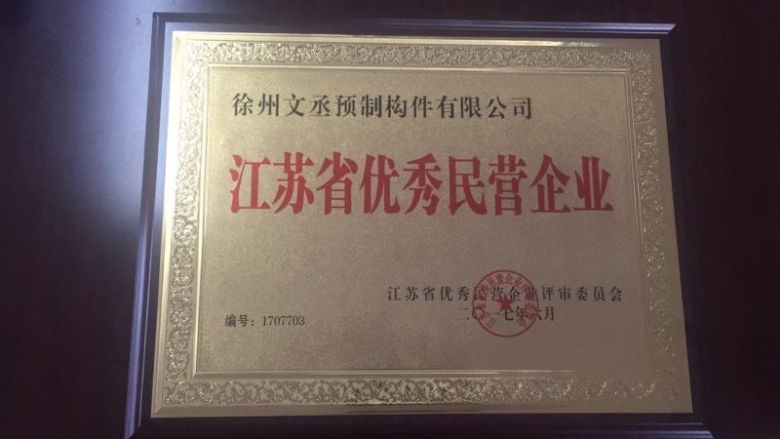 徐州文丞预制构件有限公司
江苏省优秀民营企业
江苏省优秀民营企业评审委员会
二〇一七年六月
编号：1707703